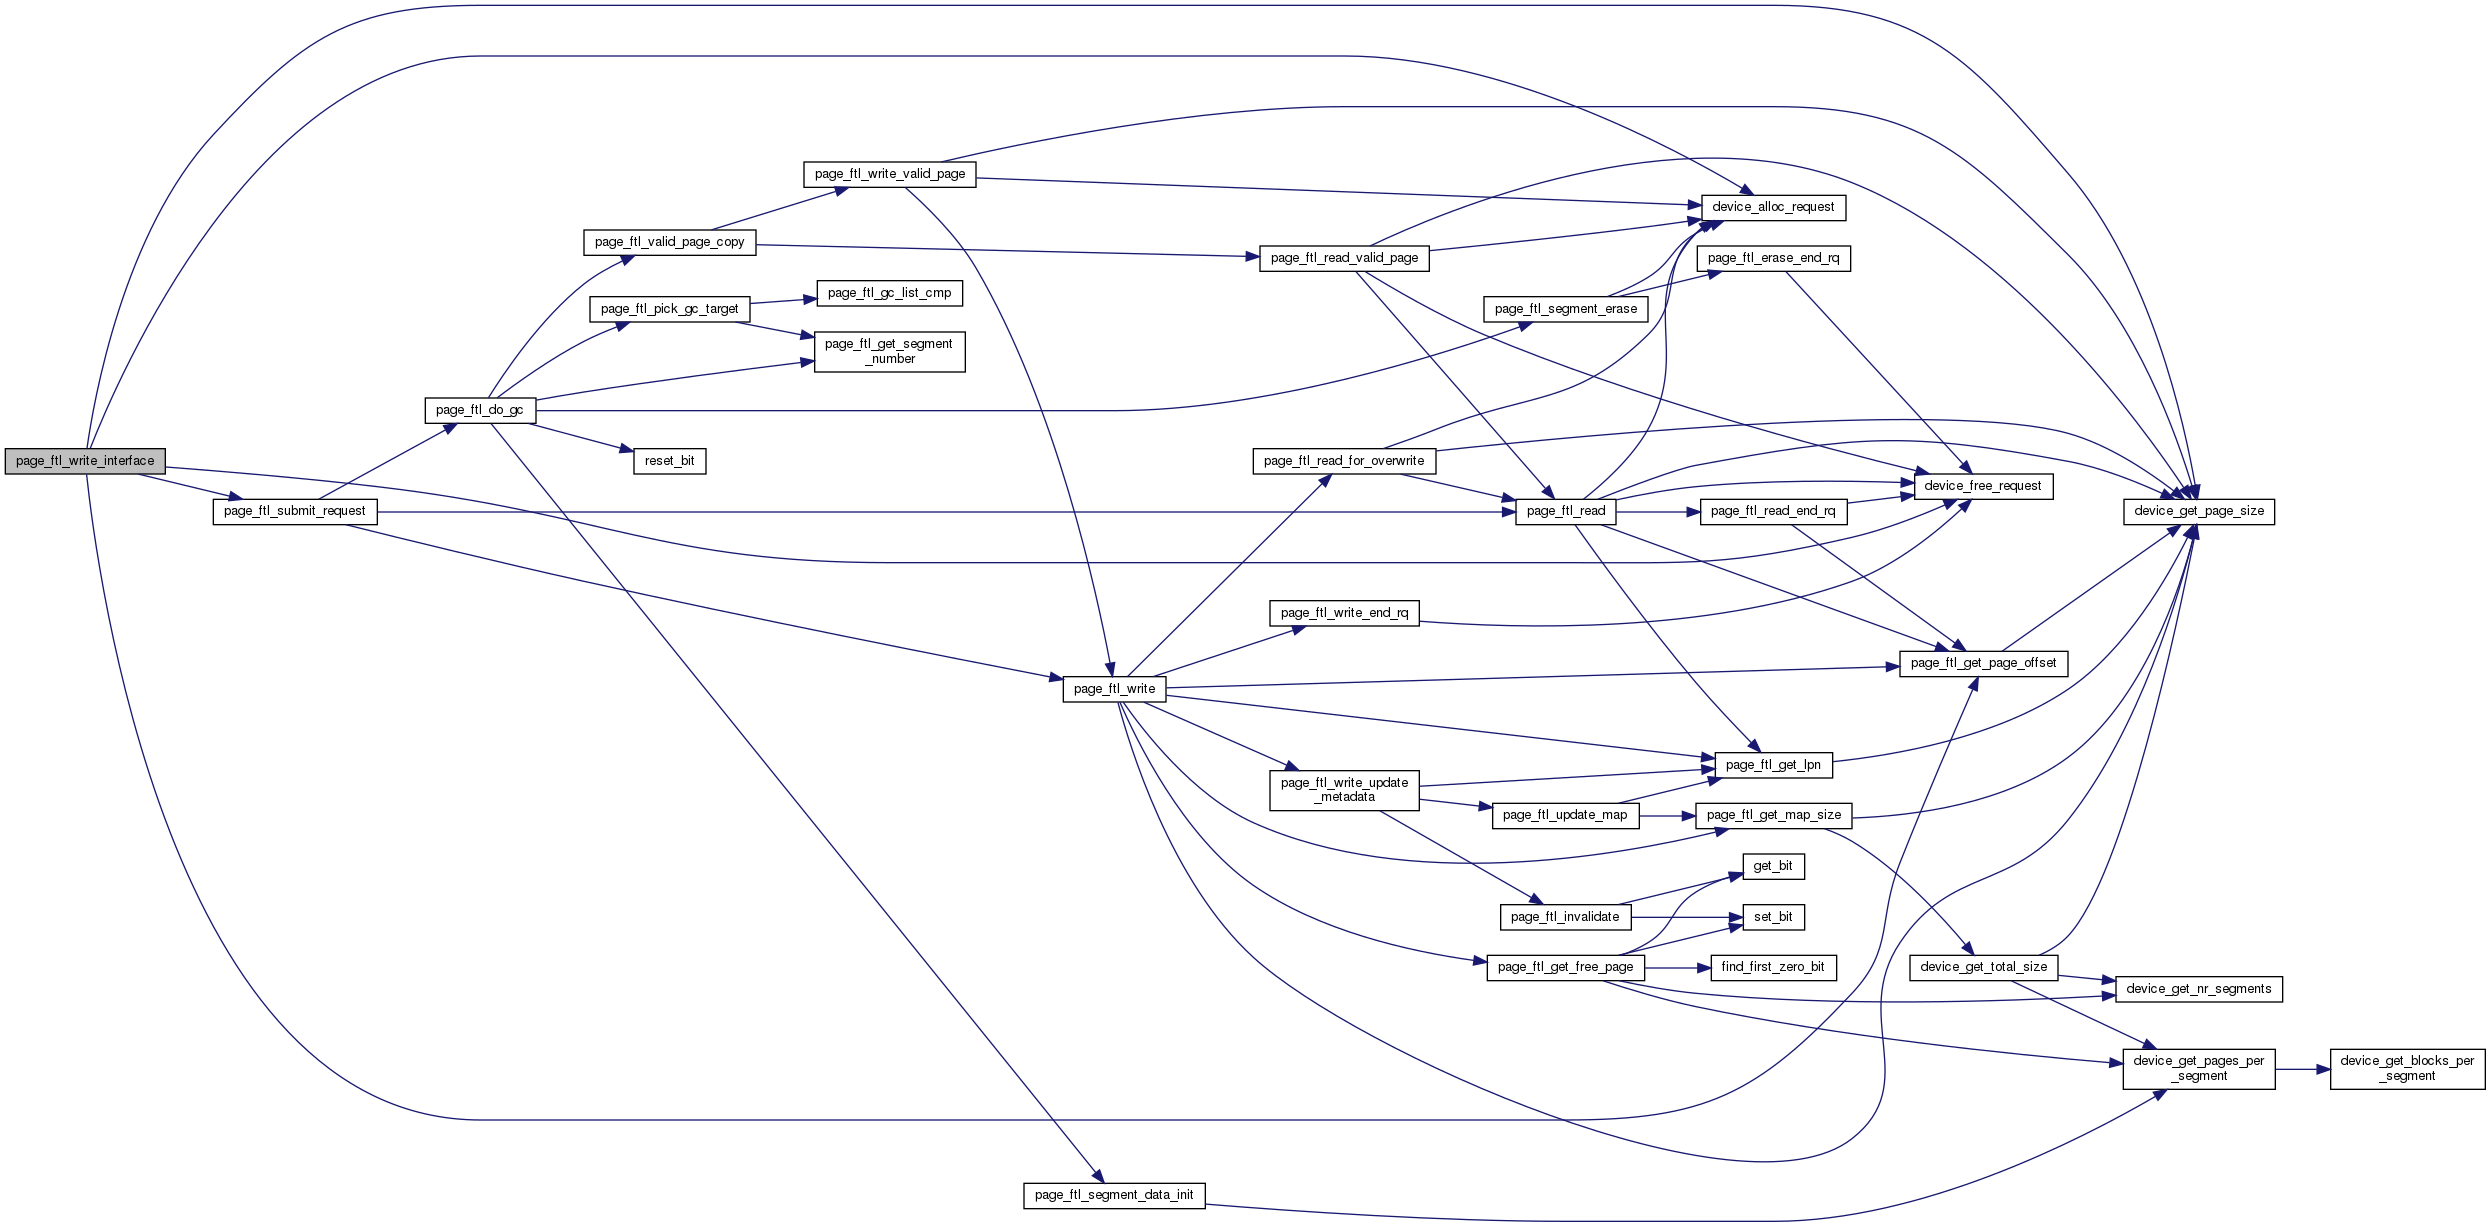 page_ftl_write_interface
page_ftl_submit_request
page_ftl_do_gc
page_ftl_valid_page_copy
page_ftl_pick_gc_target
reset_bit
page_ftl_write_valid_page
page_ftl_gc_list_cmp
page_ftl_get_segment
_number
page_ftl_write
page_ftl_segment_data_init
page_ftl_read_valid_page
page_ftl_read_for_overwrite
page_ftl_write_end_rq
page_ftl_write_update
_metadata
page_ftl_segment_erase
page_ftl_read
page_ftl_update_map
page_ftl_invalidate
page_ftl_get_free_page
device_alloc_request
page_ftl_erase_end_rq
page_ftl_read_end_rq
page_ftl_get_lpn
page_ftl_get_map_size
get_bit
set_bit
find_first_zero_bit
device_free_request
page_ftl_get_page_offset
device_get_total_size
device_get_page_size
device_get_nr_segments
device_get_pages_per
_segment
device_get_blocks_per
_segment